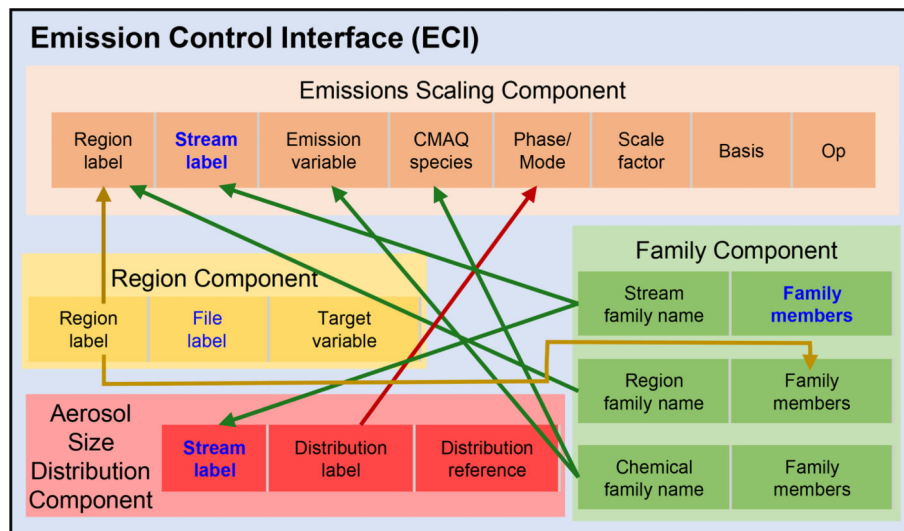 Emission Control Interface (ECI)
Emissions Scaling Component
Region
label
Stream
label
Emission
variable
CMAQ
species
Phase/
Mode
Scale
factor
Basis
Op
Region Component
Region
label
File
label
Target
variable
Family Component
Stream
family name
Family
members
Region
family name
Family
members
Chemical
family name
Family
members
Aerosol
Size
Distribution
Component
Stream
label
Distribution
label
Distribution
reference